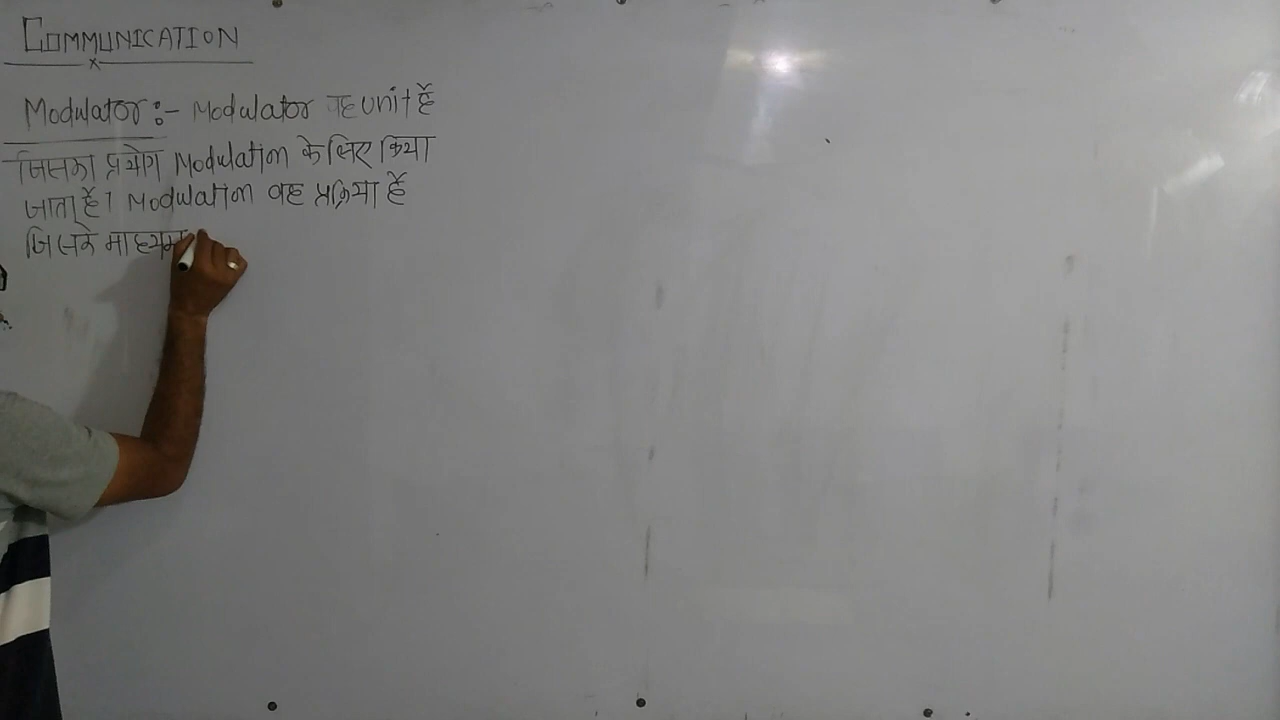 COMMUNICATION
Modulator :- Modulator वह unit हैं
जिसका प्रयोग Modulation के लिए किया
जाता हैं। Modulation वह प्रक्रिया हैं
जिसके माध्यम